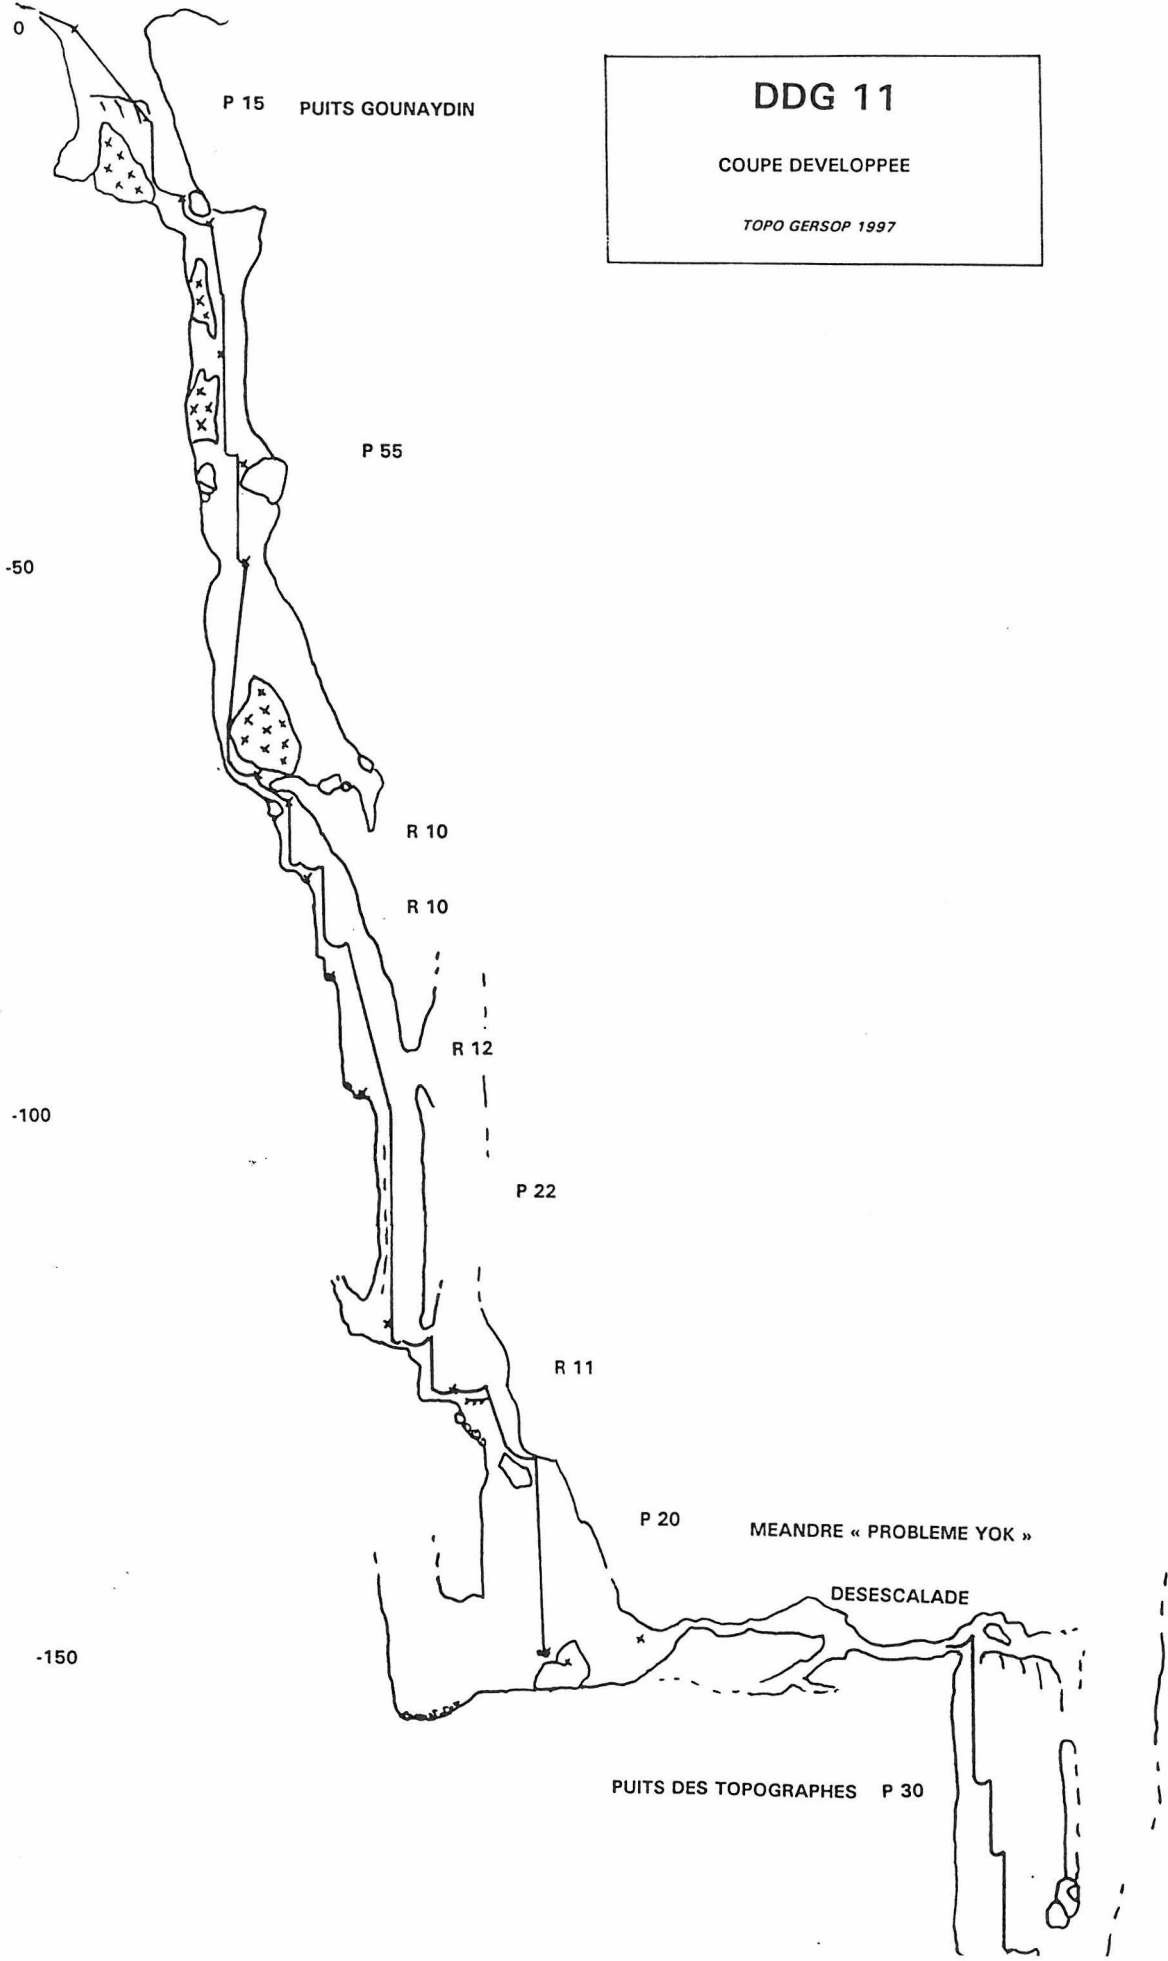 0
P 15 PUITS GOUNAYDIN
DDG 11
COUPE DEVELOPPEE
TOPO GERSOP 1997
P 55
-50
R 10
R 10
R 12
-100
P 22
R 11
P 20
MEANDRE « PROBLEME YOK »
DESESCALADE
-150
PUITS DES TOPOGRAPHES P 30